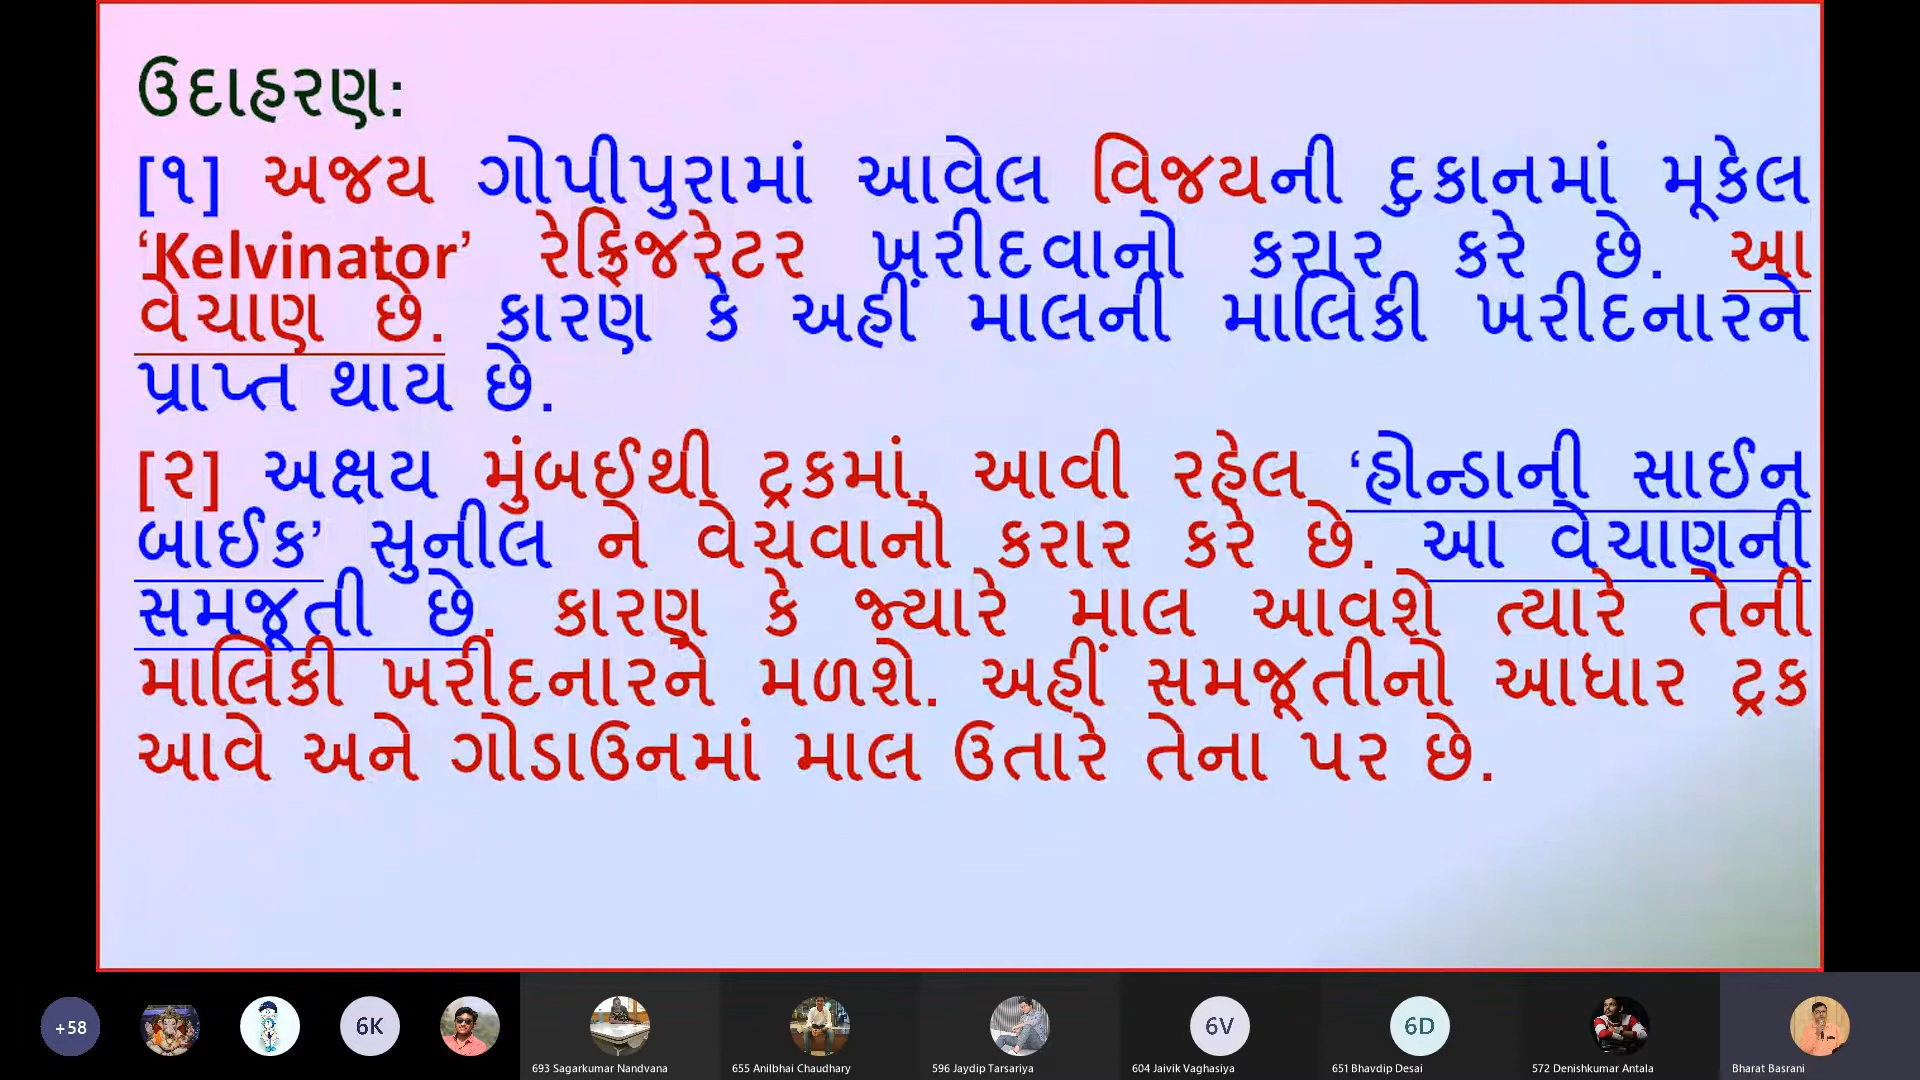 ઉદાહરણ:
[૧] અજય ગોપીપુરામાં આવેલ વિજયની દુકાનમાં મૂકેલ
‘Kelvinator’ રેફ્રિજરેટર ખરીદવાનો કરાર કરે છે. આ
વેચાણ છે. કારણ કે અહીં માલની માલિકી ખરીદનારને
પ્રાપ્ત થાય છે.
[૨] અક્ષય મુંબઈથી ટ્રકમાં, આવી રહેલ ‘હોન્ડાની સાઈન
બાઈક’ સુનીલ ને વેચવાનો કરાર કરે છે. આ વેચાણની
સમજૂતી છે. કારણ કે જ્યારે માલ આવશે ત્યારે તેની
માલિકી ખરીદનારને મળશે. અહીં સમજૂતીનો આધાર ટ્રક
આવે અને ગોડાઉનમાં માલ ઉતારે તેના પર છે.
+58
6K
6V
6D
693 Sagarkumar Nandvana
655 Anilbhai Chaudhary
596 Jaydip Tarsariya
604 Jaivik Vaghasiya
651 Bhavdip Desai
572 Denishkumar Antala
Bharat Basrani